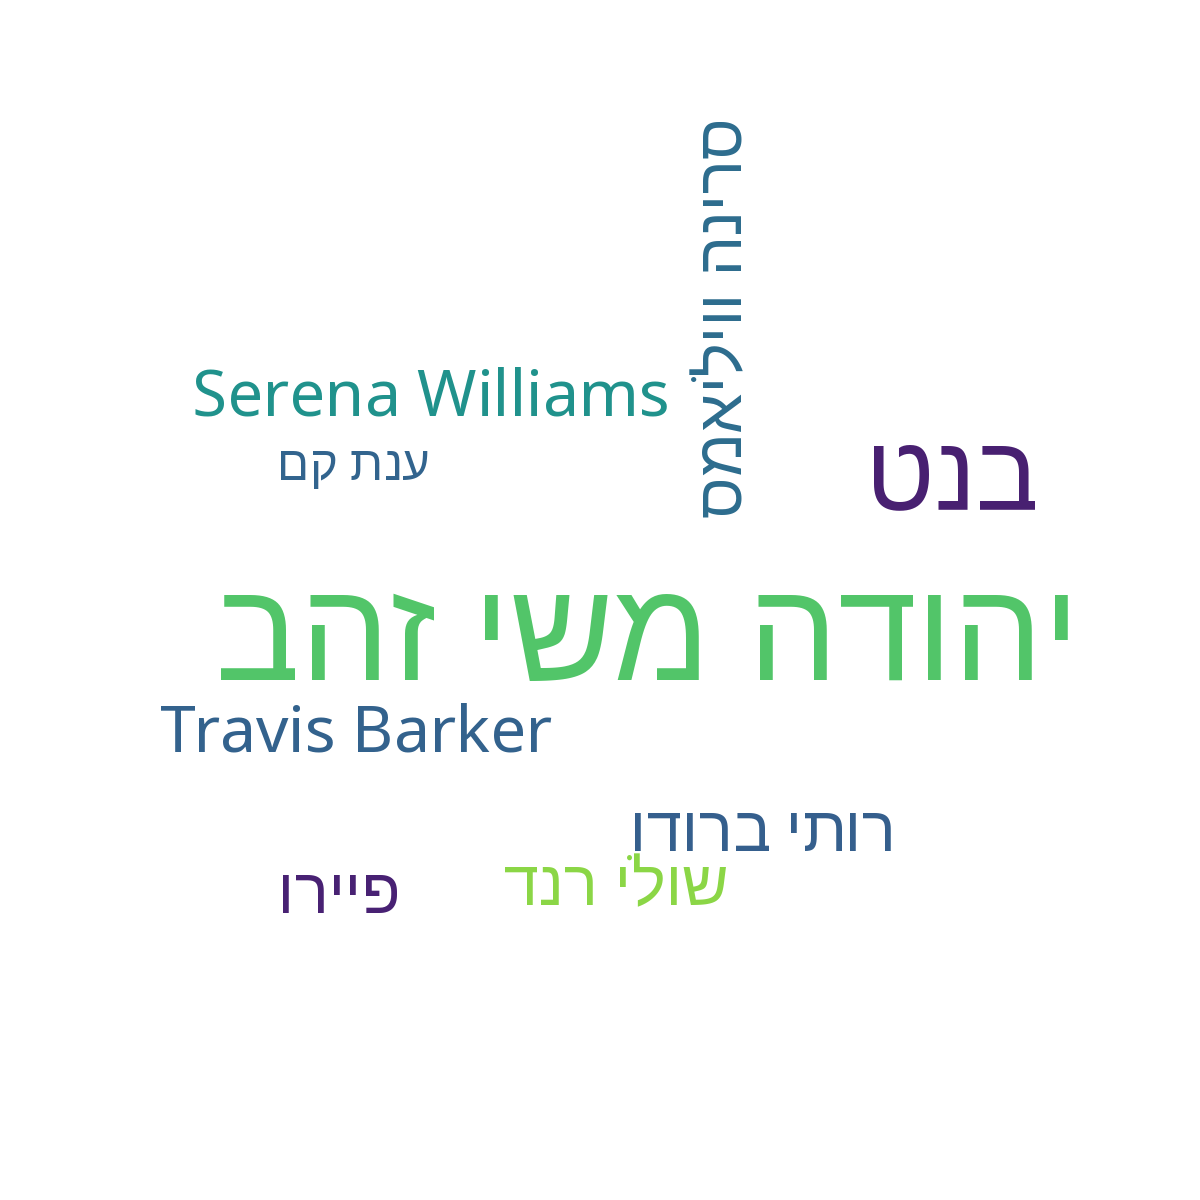 סרינה וויליאמס
Serena Williams
ענת קם
בנט
יהודה משי זהב
Travis Barker
רותי ברודו
שולי רנד
פיירו